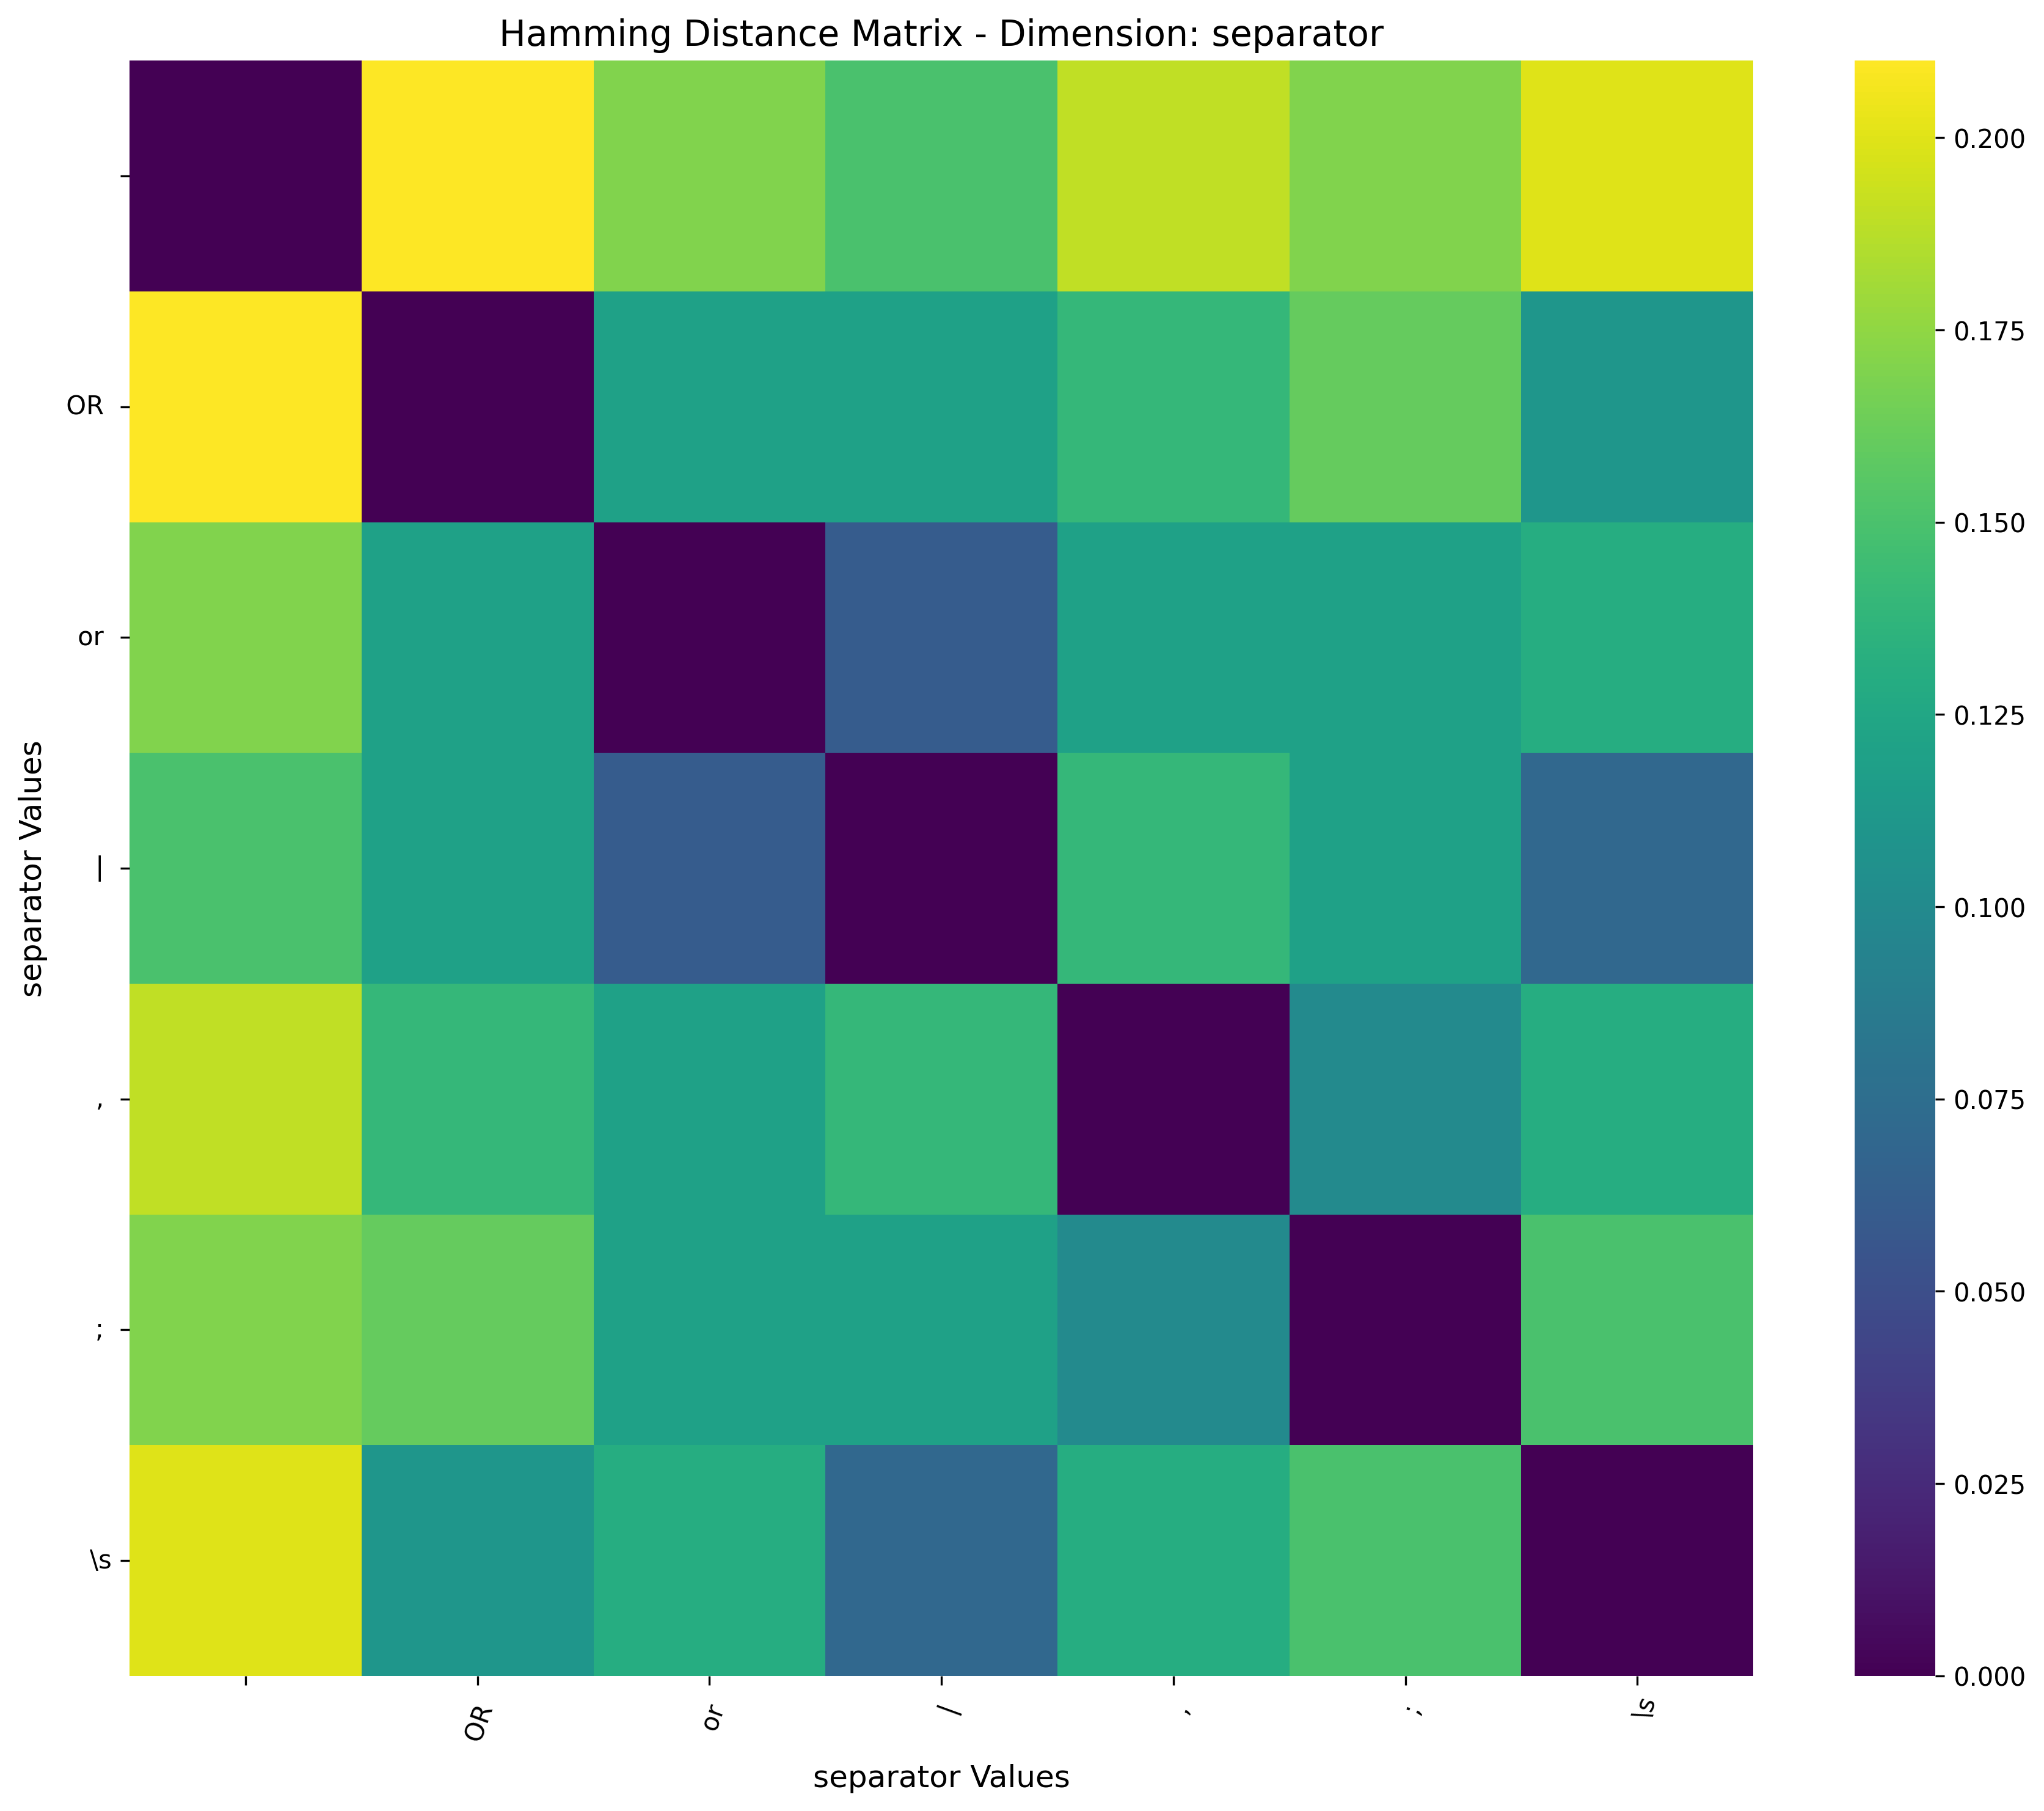 Hamming Distance Matrix - Dimension: separator
separator Values
OR
or
|
,
;
\s
OR
or
|
,
;
\s
separator Values
0.200
0.175
0.150
0.125
0.100
0.075
0.050
0.025
0.000